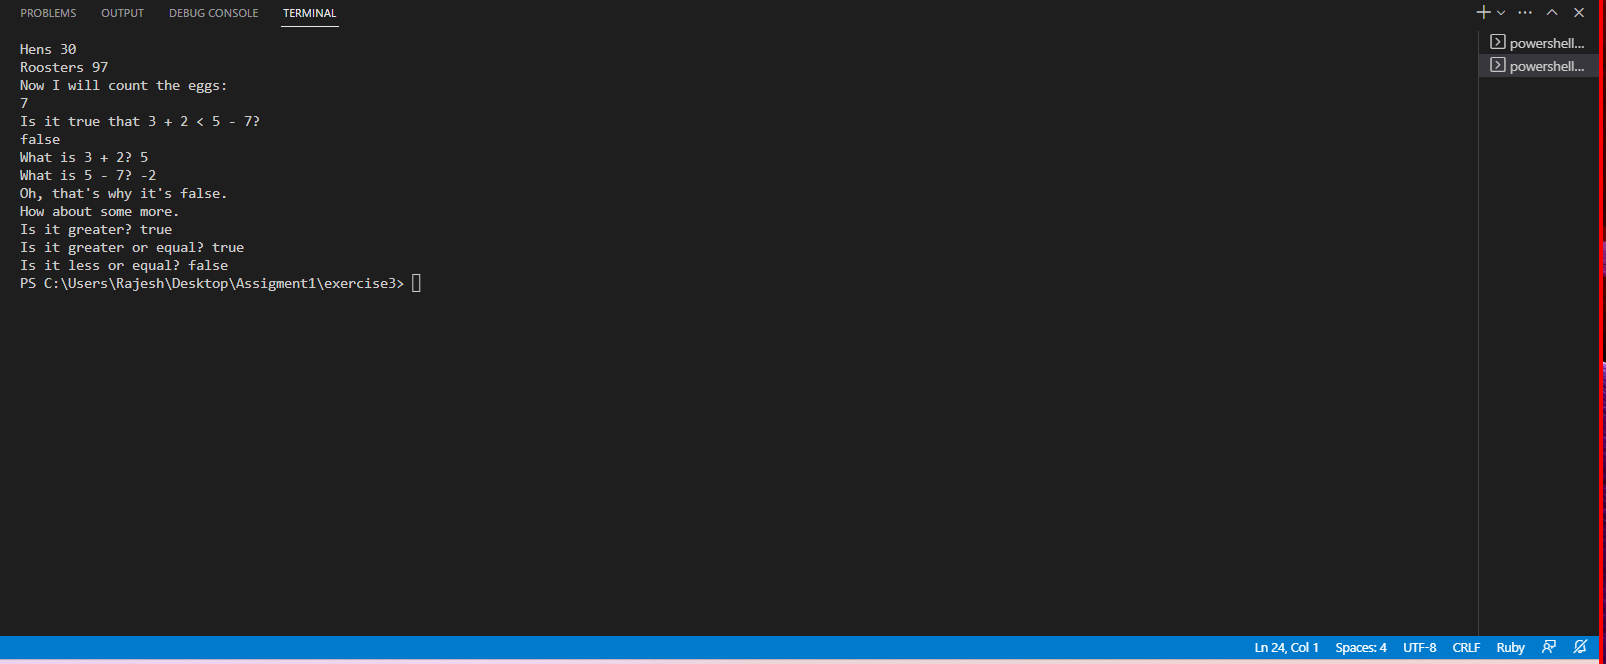 PROBLEMS OUTPUT DEBUG CONSOLE TERMINAL
Hens 30
Roosters 97
Now I will count the eggs:
7
Is it true that 3 + 2 < 5 - 7?
false
What is 3 + 2? 5
What is 5 - 7? -2
Oh, that's why it's false.
How about some more.
Is it greater? true
Is it greater or equal? true
Is it less or equal? false
PS C:\Users\Rajesh\Desktop\Assigment1\exercise3>
powershell...
powershell...
Ln 24, Col 1 Spaces: 4 UTF-8 CRLF Ruby